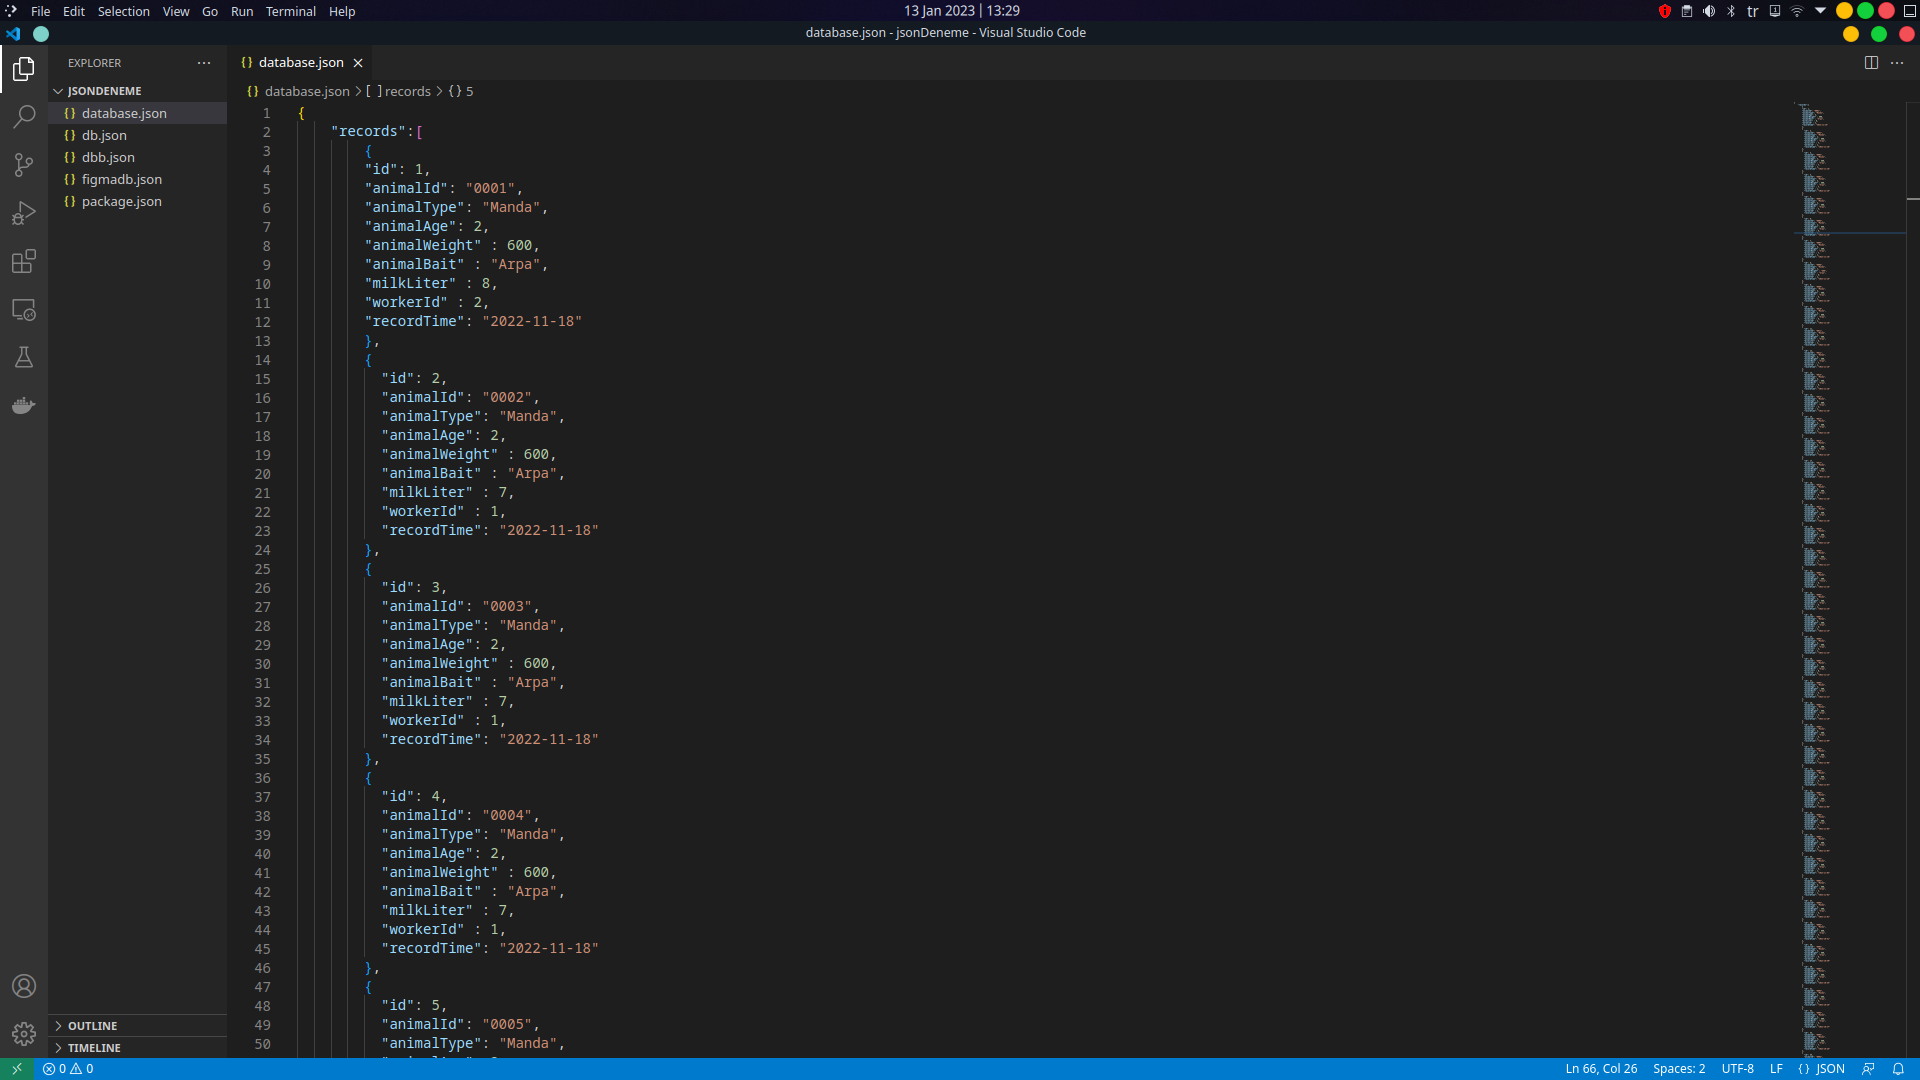 File Edit Selection View Go Run Terminal Help
13 Jan 2023 | 13:29
tr
database.json - jsonDeneme - Visual Studio Code
EXPLORER
JSONDENEME
database.json
db.json
dbb.json
figmadb.json
package.json
OUTLINE
TIMELINE
{} database.json
{} database.json > [ ] records > {} 5
1 {
2 "records":[
3 {
4 "id": 1,
5 "animalId": "0001",
6 "animalType": "Manda",
7 "animalAge": 2,
8 "animalWeight" : 600,
9 "animalBait" : "Arpa",
10 "milkLiter" : 8,
11 "workerId" : 2,
12 "recordTime": "2022-11-18"
13 },
14 {
15 "id": 2,
16 "animalId": "0002",
17 "animalType": "Manda",
18 "animalAge": 2,
19 "animalWeight" : 600,
20 "animalBait" : "Arpa",
21 "milkLiter" : 7,
22 "workerId" : 1,
23 "recordTime": "2022-11-18"
24 },
25 {
26 "id": 3,
27 "animalId": "0003",
28 "animalType": "Manda",
29 "animalAge": 2,
30 "animalWeight" : 600,
31 "animalBait" : "Arpa",
32 "milkLiter" : 7,
33 "workerId" : 1,
34 "recordTime": "2022-11-18"
35 },
36 {
37 "id": 4,
38 "animalId": "0004",
39 "animalType": "Manda",
40 "animalAge": 2,
41 "animalWeight" : 600,
42 "animalBait" : "Arpa",
43 "milkLiter" : 7,
44 "workerId" : 1,
45 "recordTime": "2022-11-18"
46 },
47 {
48 "id": 5,
49 "animalId": "0005",
50 "animalType": "Manda",
0 0
Ln 66, Col 26 Spaces: 2 UTF-8 LF {} JSON